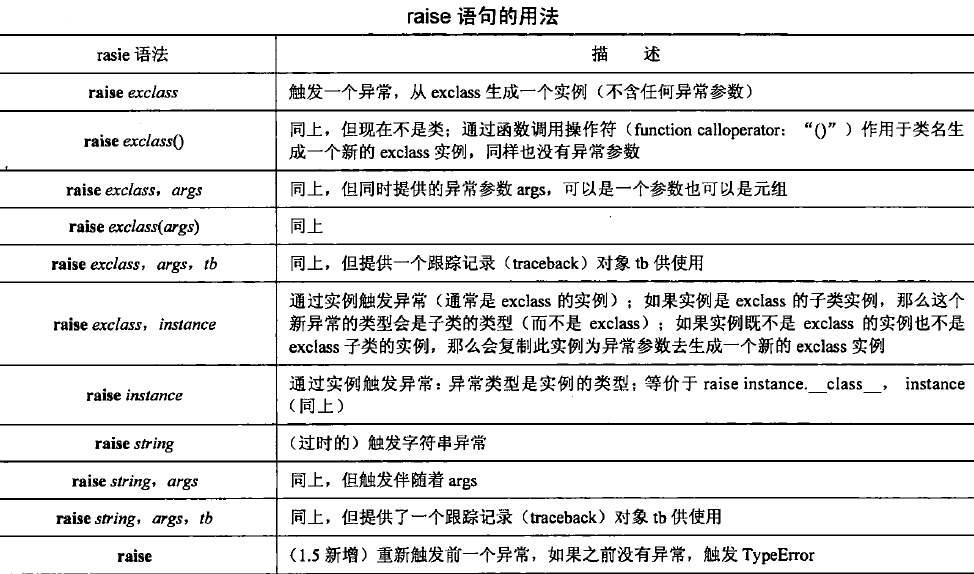 raise 语句的用法
rasie 语法 描 述
raise exclass 触发一个异常，从 exclass 生成一个实例（不含任何异常参数）
raise exclass() 同上，但现在不是类；通过函数调用操作符（function calloperator： “()”）作用于类名生
成一个新的 exclass 实例，同样也没有异常参数
raise exclass，args 同上，但同时提供的异常参数 args，可以是一个参数也可以是元组
raise exclass(args) 同上
raise exclass，args，tb 同上，但提供一个跟踪记录（traceback）对象 tb 供使用
通过实例触发异常（通常是 exclass 的实例）；如果实例是 exclass 的子类实例，那么这个
raise exclass，instance 新异常的类型会是子类的类型（而不是 exclass）；如果实例既不是 exclass 的实例也不是
exclass 子类的实例，那么会复制此实例为异常参数去生成一个新的 exclass 实例
raise instance 通过实例触发异常：异常类型是实例的类型；等价于 raise instance.__class__， instance
（同上）
raise string （过时的）触发字符串异常
raise string，args 同上，但触发伴随着 args
raise string，args，tb 同上，但提供了一个跟踪记录（traceback）对象 tb 供使用
raise （1.5 新增）重新触发前一个异常，如果之前没有异常，触发 TypeError